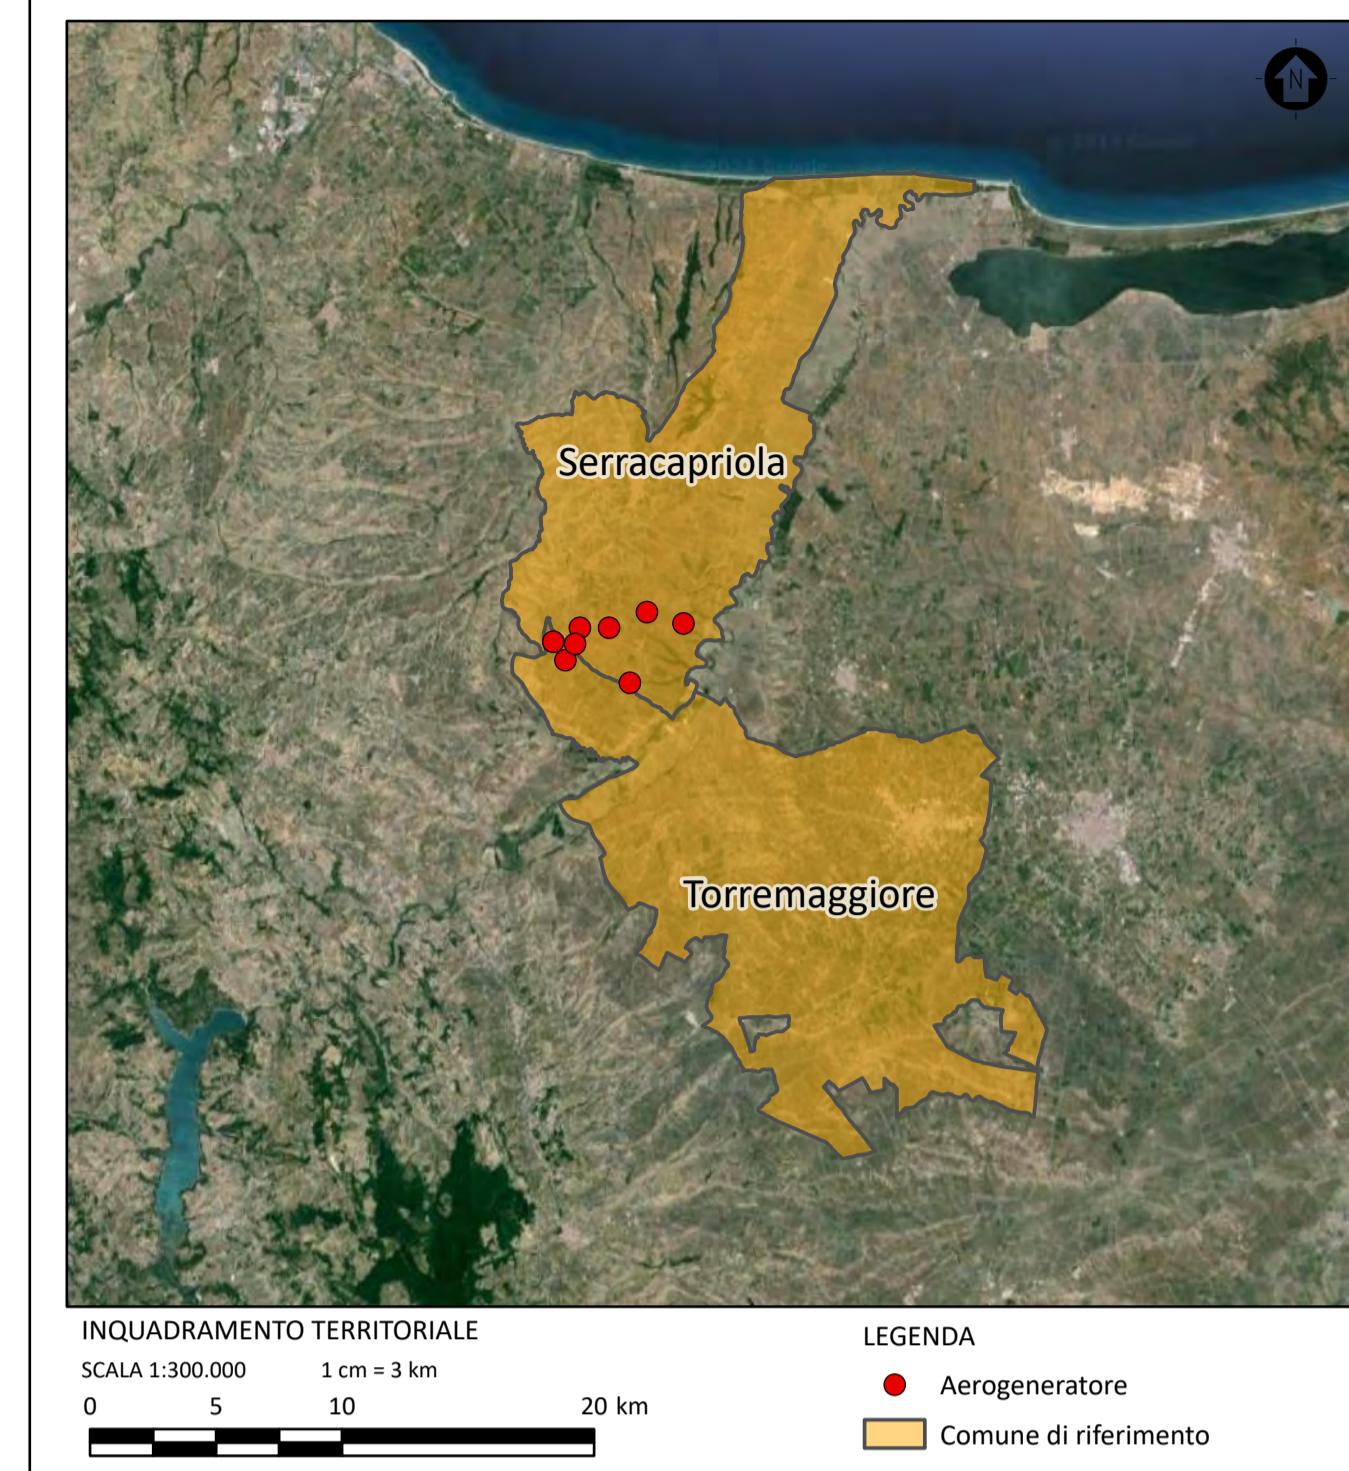 N
Serracapriola
Torremaggiore
INQUADRAMENTO TERRITORIALE
SCALA 1:300.000 1 cm = 3 km
0 5 10 20 km
LEGENDA
Aerogeneratore
Comune di riferimento